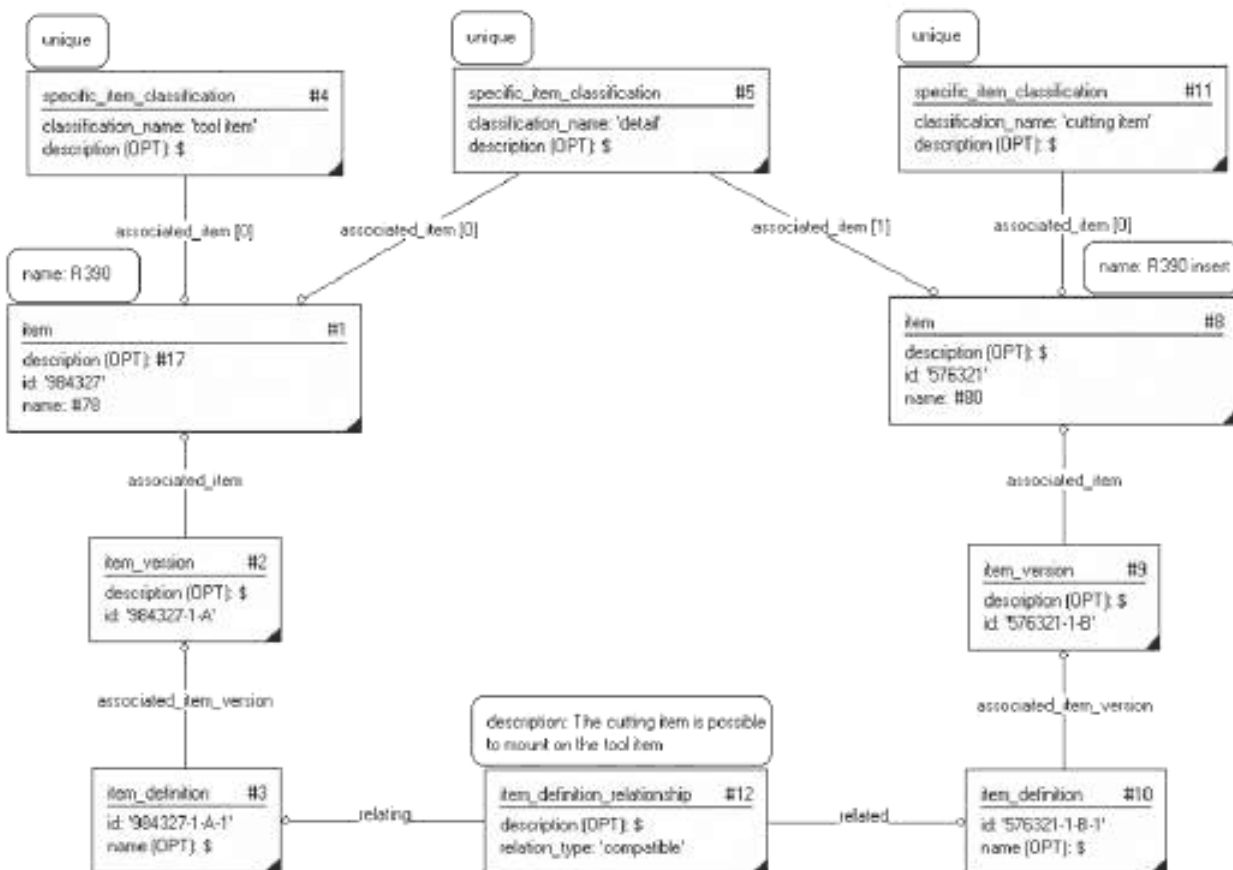 unique
unique
unique
specific_item_classification #4
classification_name: 'tool item'
description (OPT): $
specific_item_classification #5
classification_name: 'detail'
description (OPT): $
specific_item_classification #11
classification_name: 'cutting item'
description (OPT): $
associated_item [0]
associated_item [0]
associated_item [1]
associated_item [0]
name: R390
name: R390 insert
item #1
description (OPT): #17
id: '984327'
name: #78
item #8
description (OPT): $
id: '576321'
name: #80
associated_item
associated_item
item_version #2
description (OPT): $
id: '984327-1-A'
item_version #9
description (OPT): $
id: '576321-1-B'
associated_item_version
associated_item_version
description: The cutting item is possible
to mount on the tool item
item_definition #3
id: '984327-1-A-1'
name (OPT): $
relating
item_definition_relationship #12
description (OPT): $
relation_type: 'compatible'
related
item_definition #10
id: '576321-1-B-1'
name (OPT): $